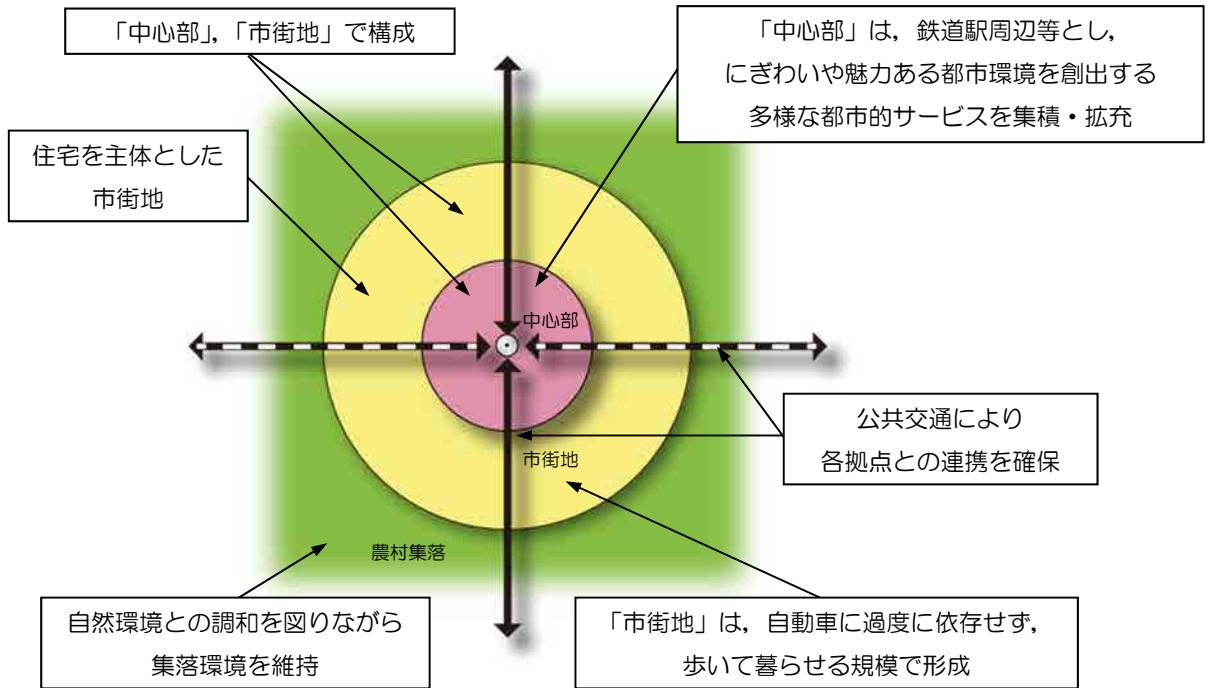 「中心部」,「市街地」で構成
「中心部」は,鉄道駅周辺等とし,
にぎわいや魅力ある都市環境を創出する
多様な都市的サービスを集積・拡充
住宅を主体とした
市街地
中心部
公共交通により
各拠点との連携を確保
市街地
農村集落
自然環境との調和を図りながら
集落環境を維持
「市街地」は,自動車に過度に依存せず,
歩いて暮らせる規模で形成